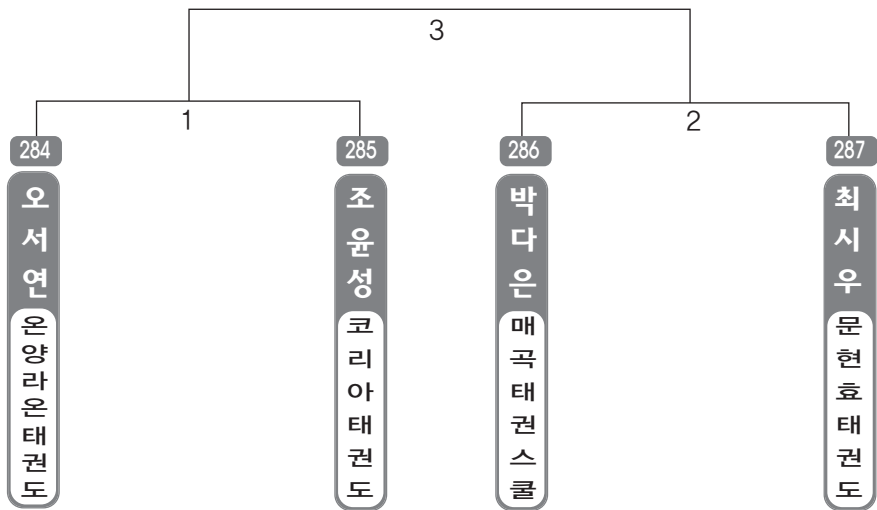 3
1
2
284
285
286
287
오서연
조윤성
박다은
최시우
온양라온태권도
코리아태권도
매곡태권스쿨
문현효태권도